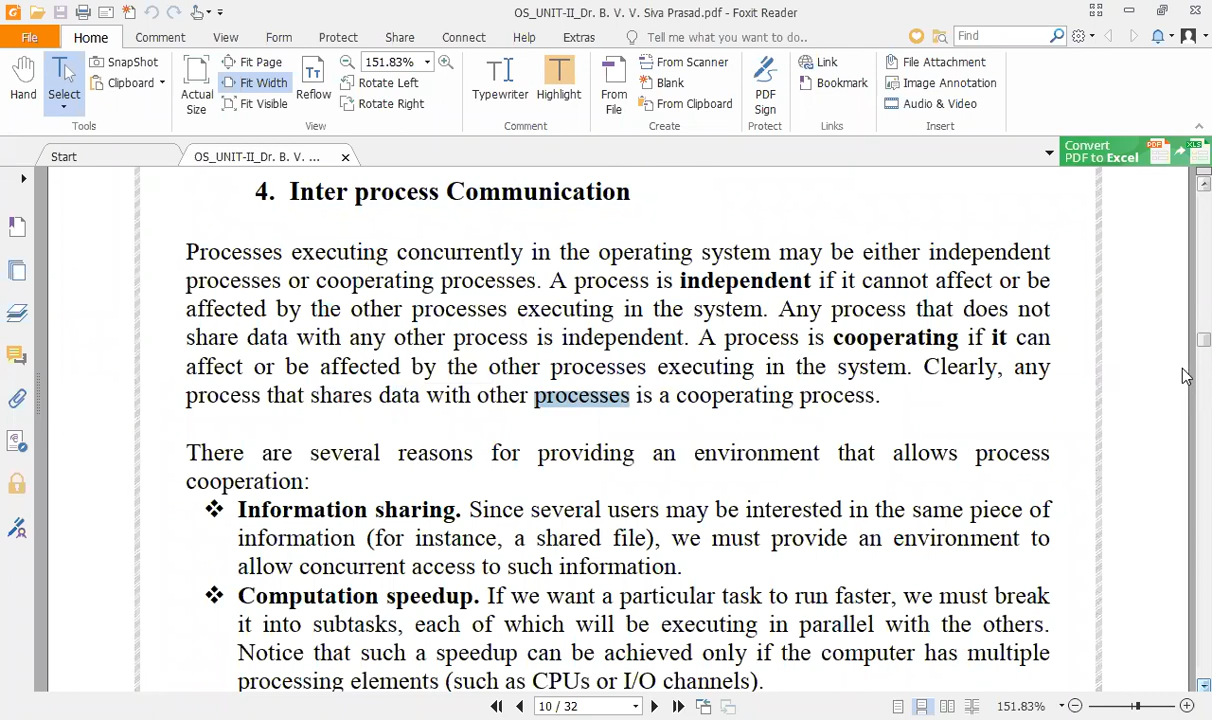 OS_UNIT-II_Dr. B. V. V. Siva Prasad.pdf - Foxit Reader
File Home Comment View Form Protect Share Connect Help Extras Tell me what you want to do.. Find
Hand
Select
SnapShot
Clipboard
Tools
Actual Size
Fit Page
Fit Width
Fit Visible
Reflow
151.83%
Rotate Left
Rotate Right
View
Typewriter
Highlight
Comment
From File
From Scanner
Blank
From Clipboard
Create
PDF Sign
Protect
Link
Bookmark
Links
File Attachment
Image Annotation
Audio & Video
Insert
Start
OS_UNIT-II_Dr. B. V. ...
Convert
PDF to Excel
PDF
XLS
4. Inter process Communication
Processes executing concurrently in the operating system may be either independent
processes or cooperating processes. A process is independent if it cannot affect or be
affected by the other processes executing in the system. Any process that does not
share data with any other process is independent. A process is cooperating if it can
affect or be affected by the other processes executing in the system. Clearly, any
process that shares data with other processes is a cooperating process.
There are several reasons for providing an environment that allows process
cooperation:
❖ Information sharing. Since several users may be interested in the same piece of
information (for instance, a shared file), we must provide an environment to
allow concurrent access to such information.
❖ Computation speedup. If we want a particular task to run faster, we must break
it into subtasks, each of which will be executing in parallel with the others.
Notice that such a speedup can be achieved only if the computer has multiple
processing elements (such as CPUs or I/O channels).
10 / 32
151.83%